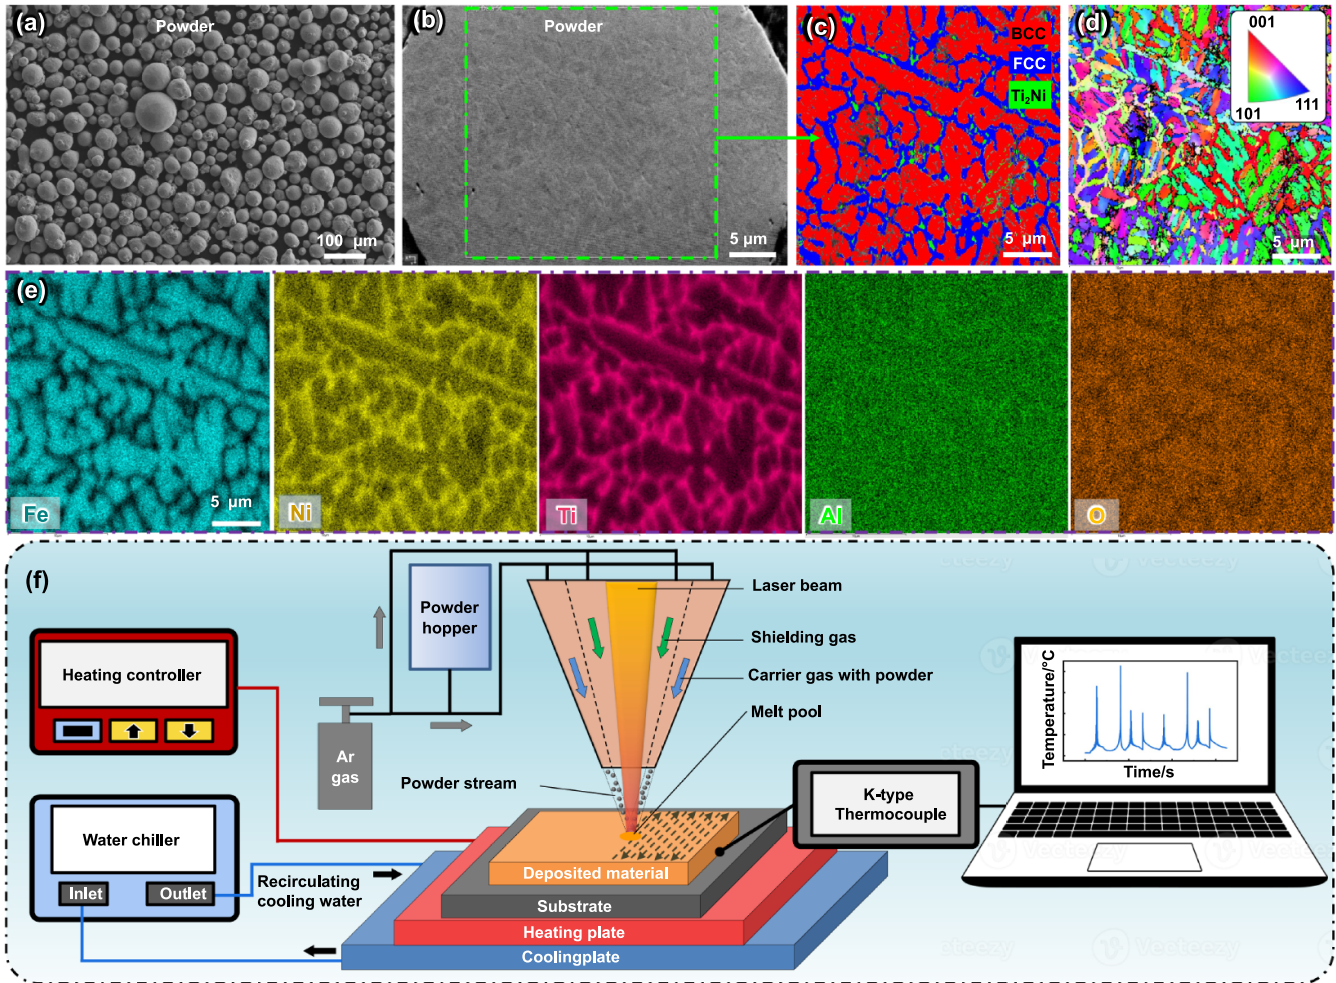 (a)
Powder
100 μm
(b)
Powder
5 μm
(c)
BCC
FCC
Ti₂Ni
5 μm
(d)
001
101
111
5 μm
(e)
Fe
5 μm
Ni
Ti
Al
O
(f)
Heating controller
Water chiller
Inlet
Outlet
Recirculating
cooling water
Ar
gas
Powder
hopper
Powder stream
Laser beam
Shielding gas
Carrier gas with powder
Melt pool
Deposited material
Substrate
Heating plate
Coolingplate
K-type
Thermocouple
Temperature/°C
Time/s
Vecteezy
Vecteezy